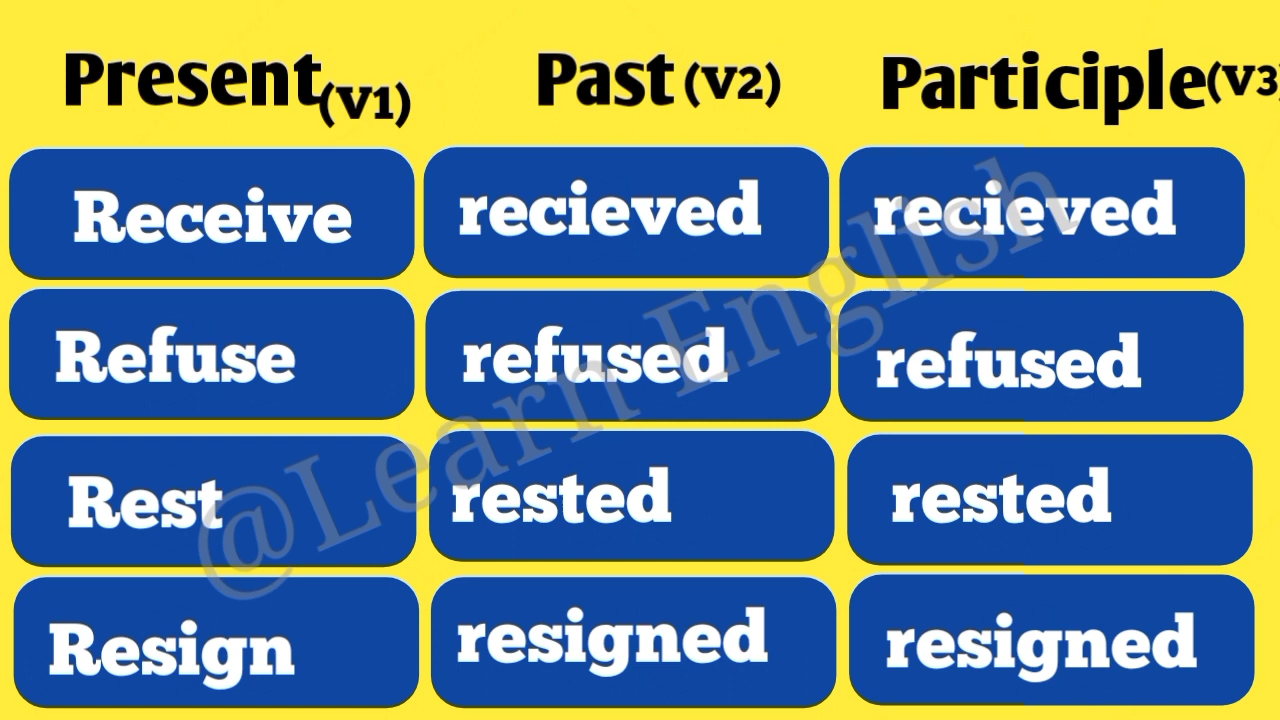 Present(v1) Past (v2) Participle(v3)
Receive recieved recieved
Refuse refused refused
Rest rested rested
Resign resigned resigned
@Learn English